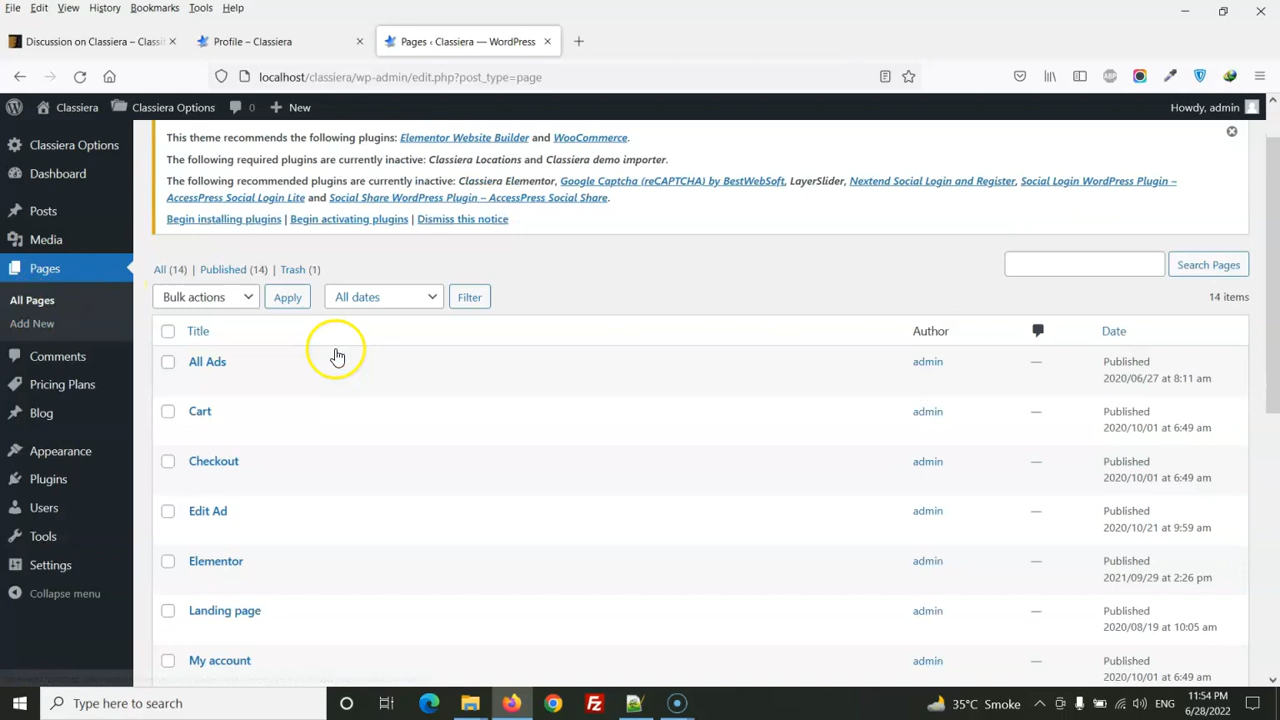 File Edit View History Bookmarks Tools Help
Discussion on Classiera – Classif
Profile – Classiera
Pages ‹ Classiera — WordPress
localhost/classiera/wp-admin/edit.php?post_type=page
Classiera Classiera Options 0 New Howdy, admin
Classiera Options
Dashboard
Posts
Media
Pages
All Pages
Add New
Comments
Pricing Plans
Blog
Appearance
Plugins
Users
Tools
Settings
Collapse menu
This theme recommends the following plugins: Elementor Website Builder and WooCommerce.
The following required plugins are currently inactive: Classiera Locations and Classiera demo importer.
The following recommended plugins are currently inactive: Classiera Elementor, Google Captcha (reCAPTCHA) by BestWebSoft, LayerSlider, Nextend Social Login and Register, Social Login WordPress Plugin –
AccessPress Social Login Lite and Social Share WordPress Plugin – AccessPress Social Share.
Begin installing plugins | Begin activating plugins | Dismiss this notice
All (14) | Published (14) | Trash (1)
Search Pages
Bulk actions Apply All dates Filter 14 items
Title Author Date
All Ads admin — Published
2020/06/27 at 8:11 am
Cart admin — Published
2020/10/01 at 6:49 am
Checkout admin — Published
2020/10/01 at 6:49 am
Edit Ad admin — Published
2020/10/21 at 9:59 am
Elementor admin — Published
2021/09/29 at 2:26 pm
Landing page admin — Published
2020/08/19 at 10:05 am
My account admin — Published
2020/10/01 at 6:49 am
Type here to search
35°C Smoke
ENG
11:54 PM
6/28/2022